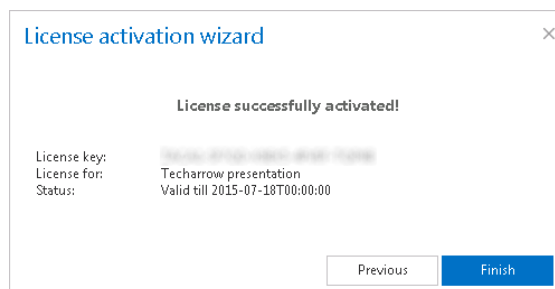 License activation wizard
License successfully activated!
License key:
License for: Techarrow presentation
Status: Valid till 2015-07-18T00:00:00
Previous Finish